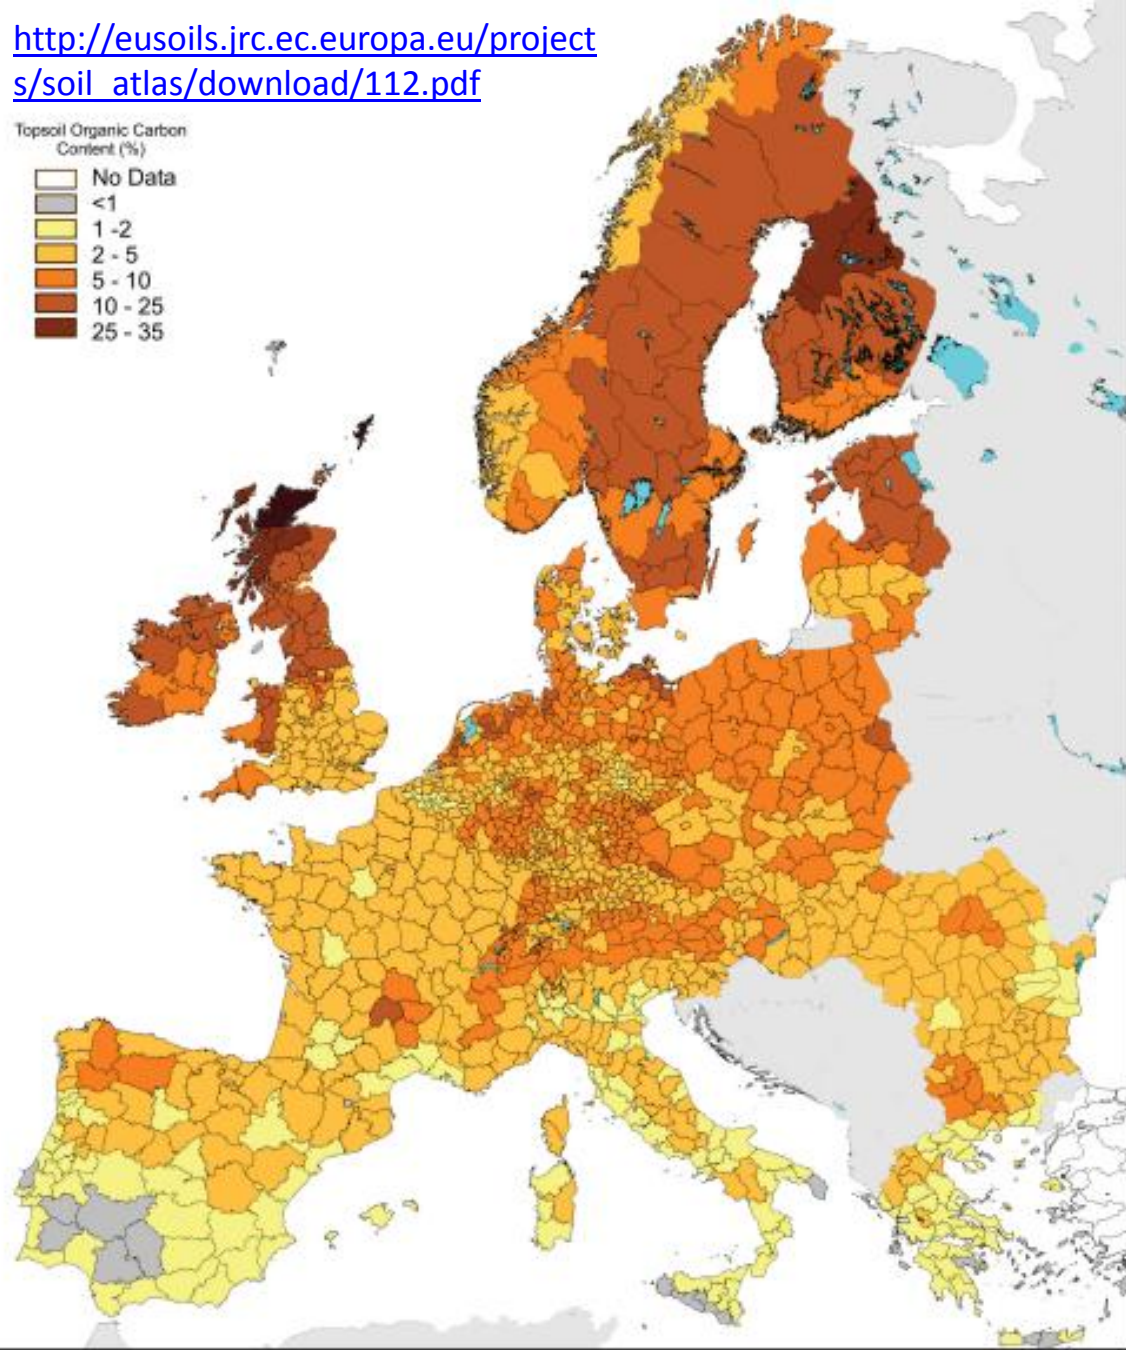 http://eusoils.jrc.ec.europa.eu/project
s/soil_atlas/download/112.pdf
Topsoil Organic Carbon
Content (%)
No Data
<1
1 -2
2 - 5
5 - 10
10 - 25
25 - 35